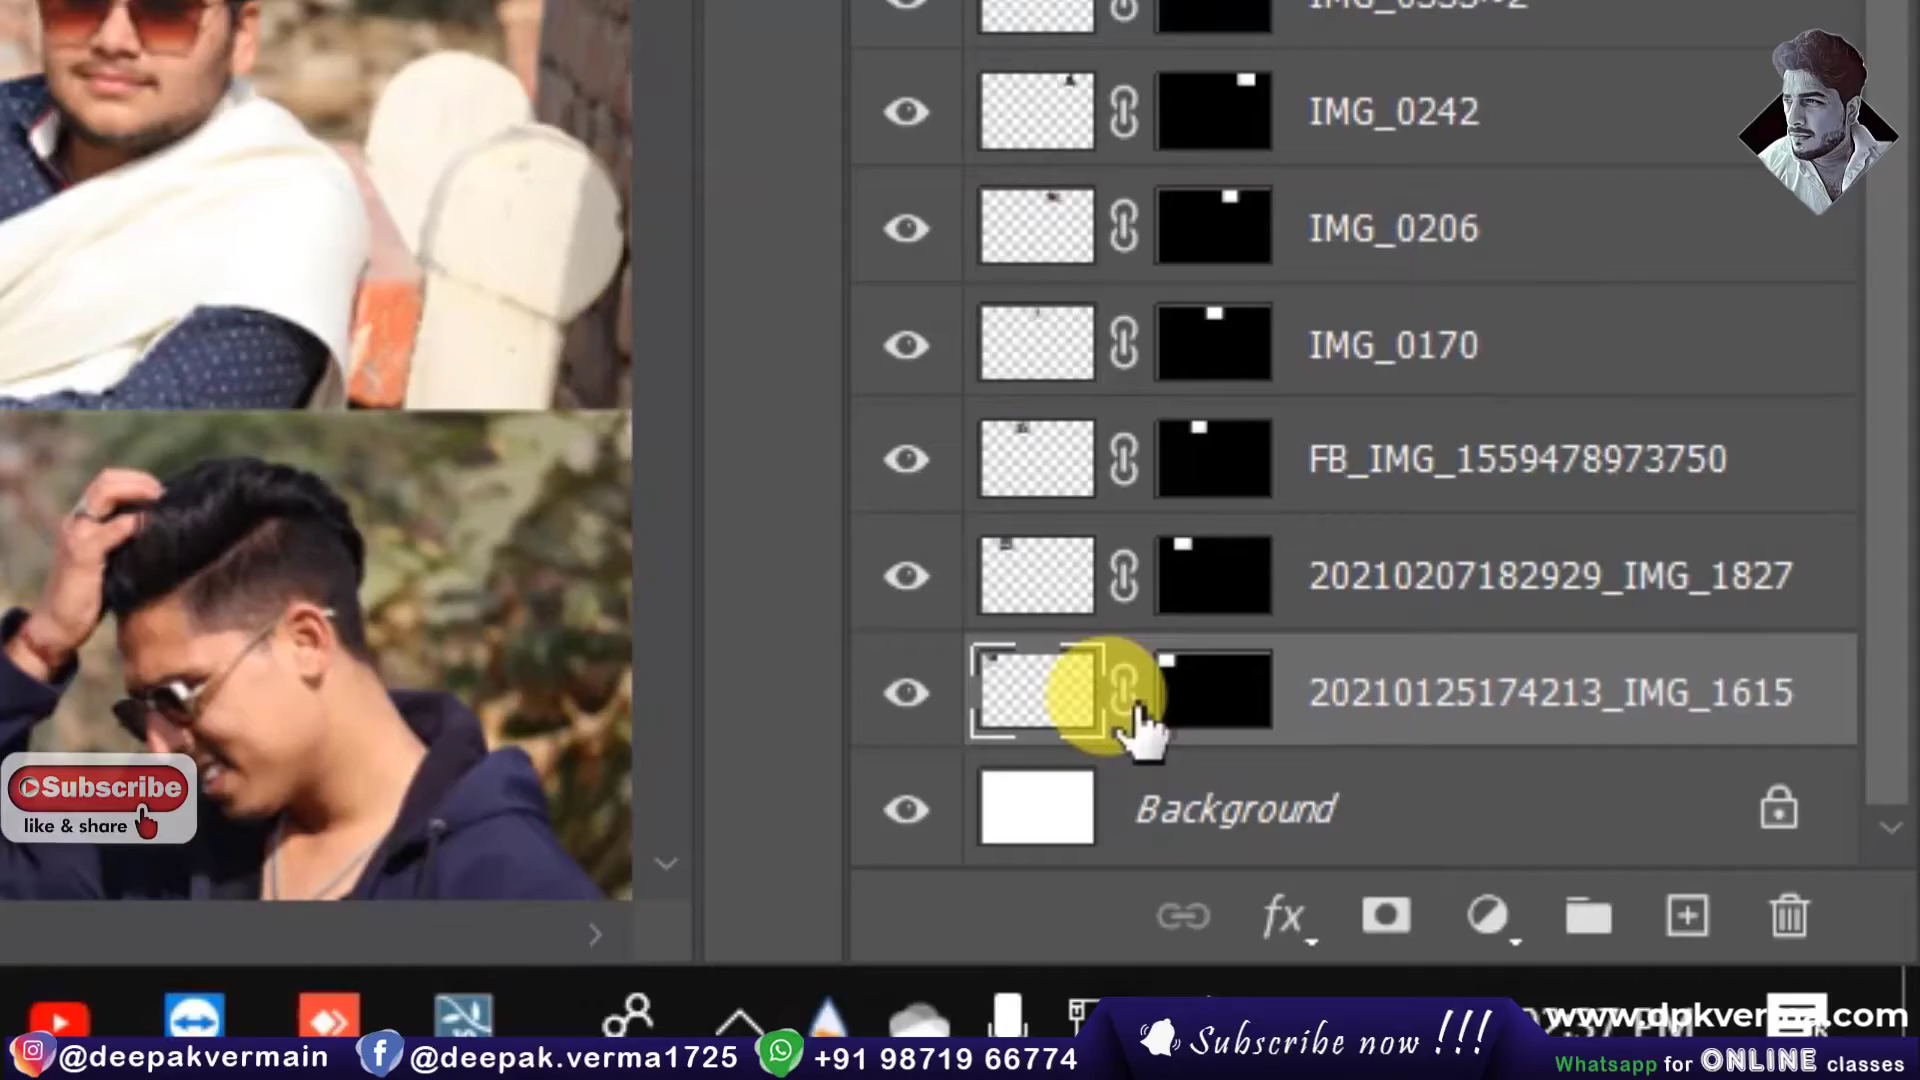 IMG_0242
IMG_0206
IMG_0170
FB_IMG_1559478973750
20210207182929_IMG_1827
20210125174213_IMG_1615
Background
fx
Subscribe
like & share
www.dpkverma.com
@deepakvermain
@deepak.verma1725
+91 98719 66774
Subscribe now !!!
Whatsapp for ONLINE classes